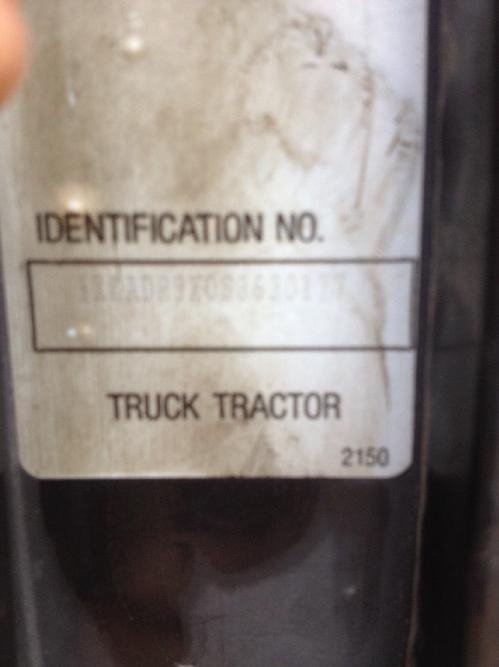 IDENTIFICATION NO.
TRUCK TRACTOR
2150